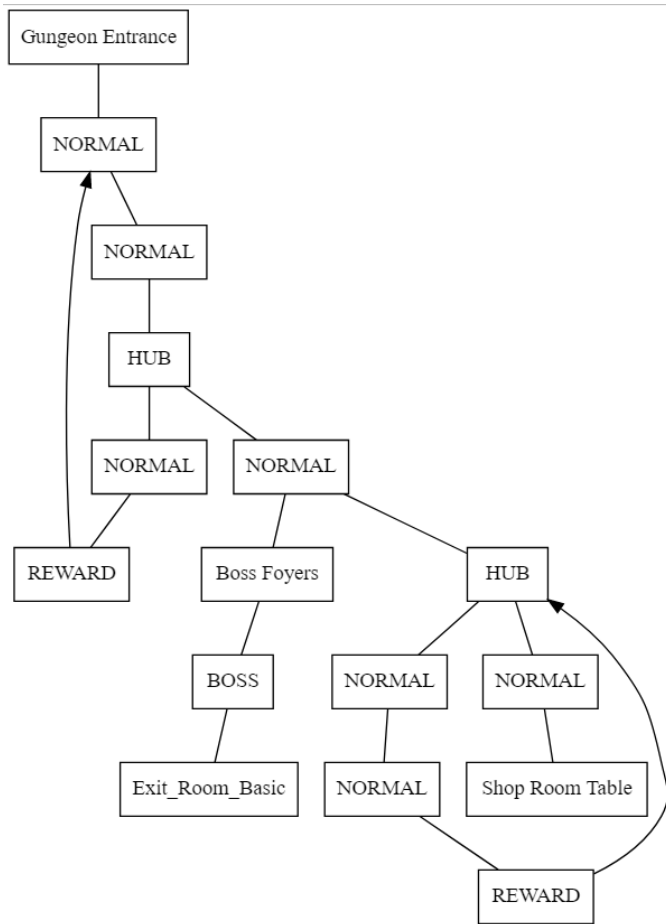 Gungeon Entrance
NORMAL
NORMAL
HUB
NORMAL
NORMAL
REWARD
Boss Foyers
HUB
BOSS
NORMAL
NORMAL
Exit_Room_Basic
NORMAL
Shop Room Table
REWARD